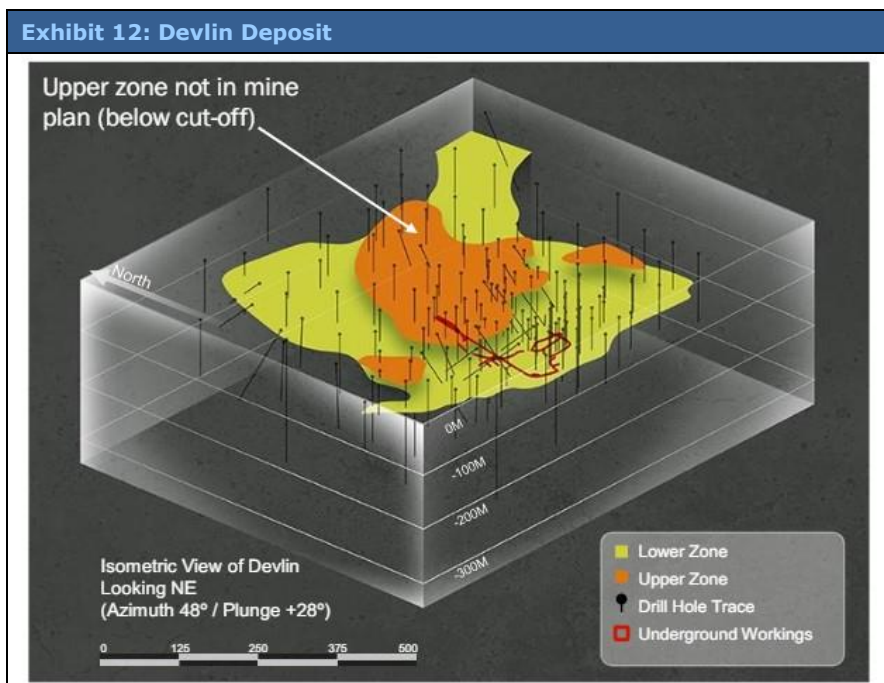 Exhibit 12: Devlin Deposit
Upper zone not in mine
plan (below cut-off)
North
0M
-100M
-200M
-300M
Isometric View of Devlin
Looking NE
(Azimuth 48º / Plunge +28º)
0 125 250 375 500
Lower Zone
Upper Zone
Drill Hole Trace
Underground Workings